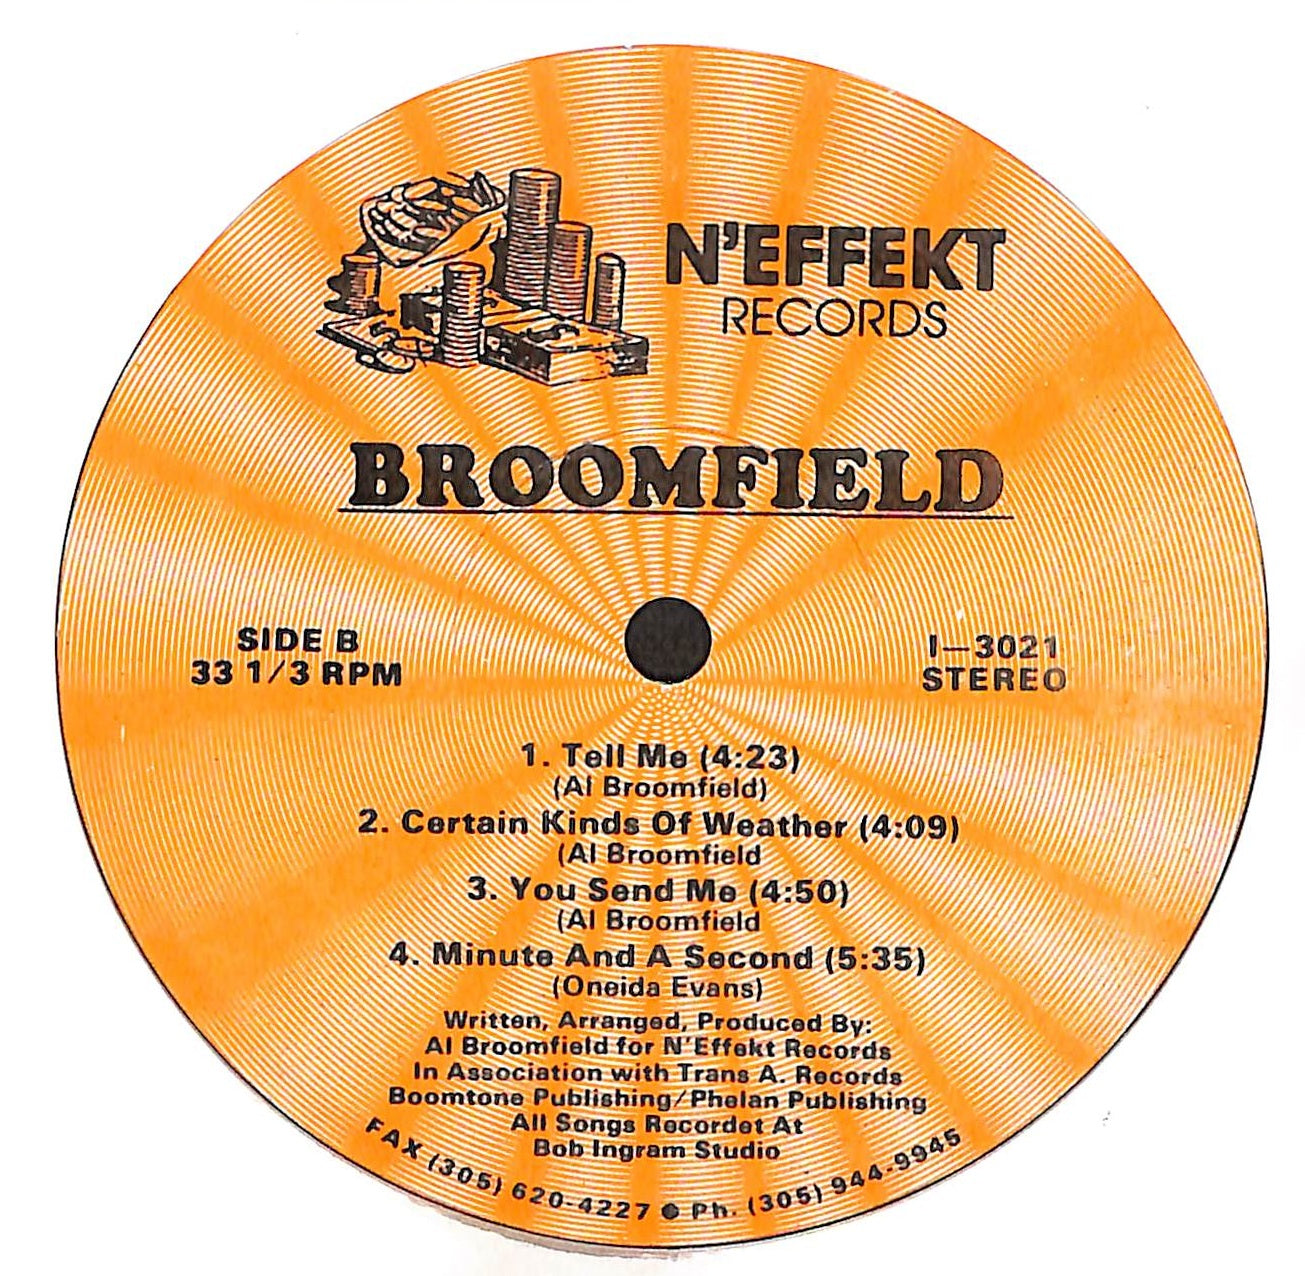 N'EFFEKT
RECORDS
BROOMFIELD
SIDE B
33 1/3 RPM
I-3021
STEREO
1. Tell Me (4:23)
(Al Broomfield)
2. Certain Kinds Of Weather (4:09)
(Al Broomfield
3. You Send Me (4:50)
(Al Broomfield
4. Minute And A Second (5:35)
(Oneida Evans)
Written, Arranged, Produced By:
Al Broomfield for N'Effekt Records
In Association with Trans A. Records
Boomtone Publishing/Phelan Publishing
All Songs Recordet At
Bob Ingram Studio
FAX (305) 620-4227 ● Ph. (305) 944-9945